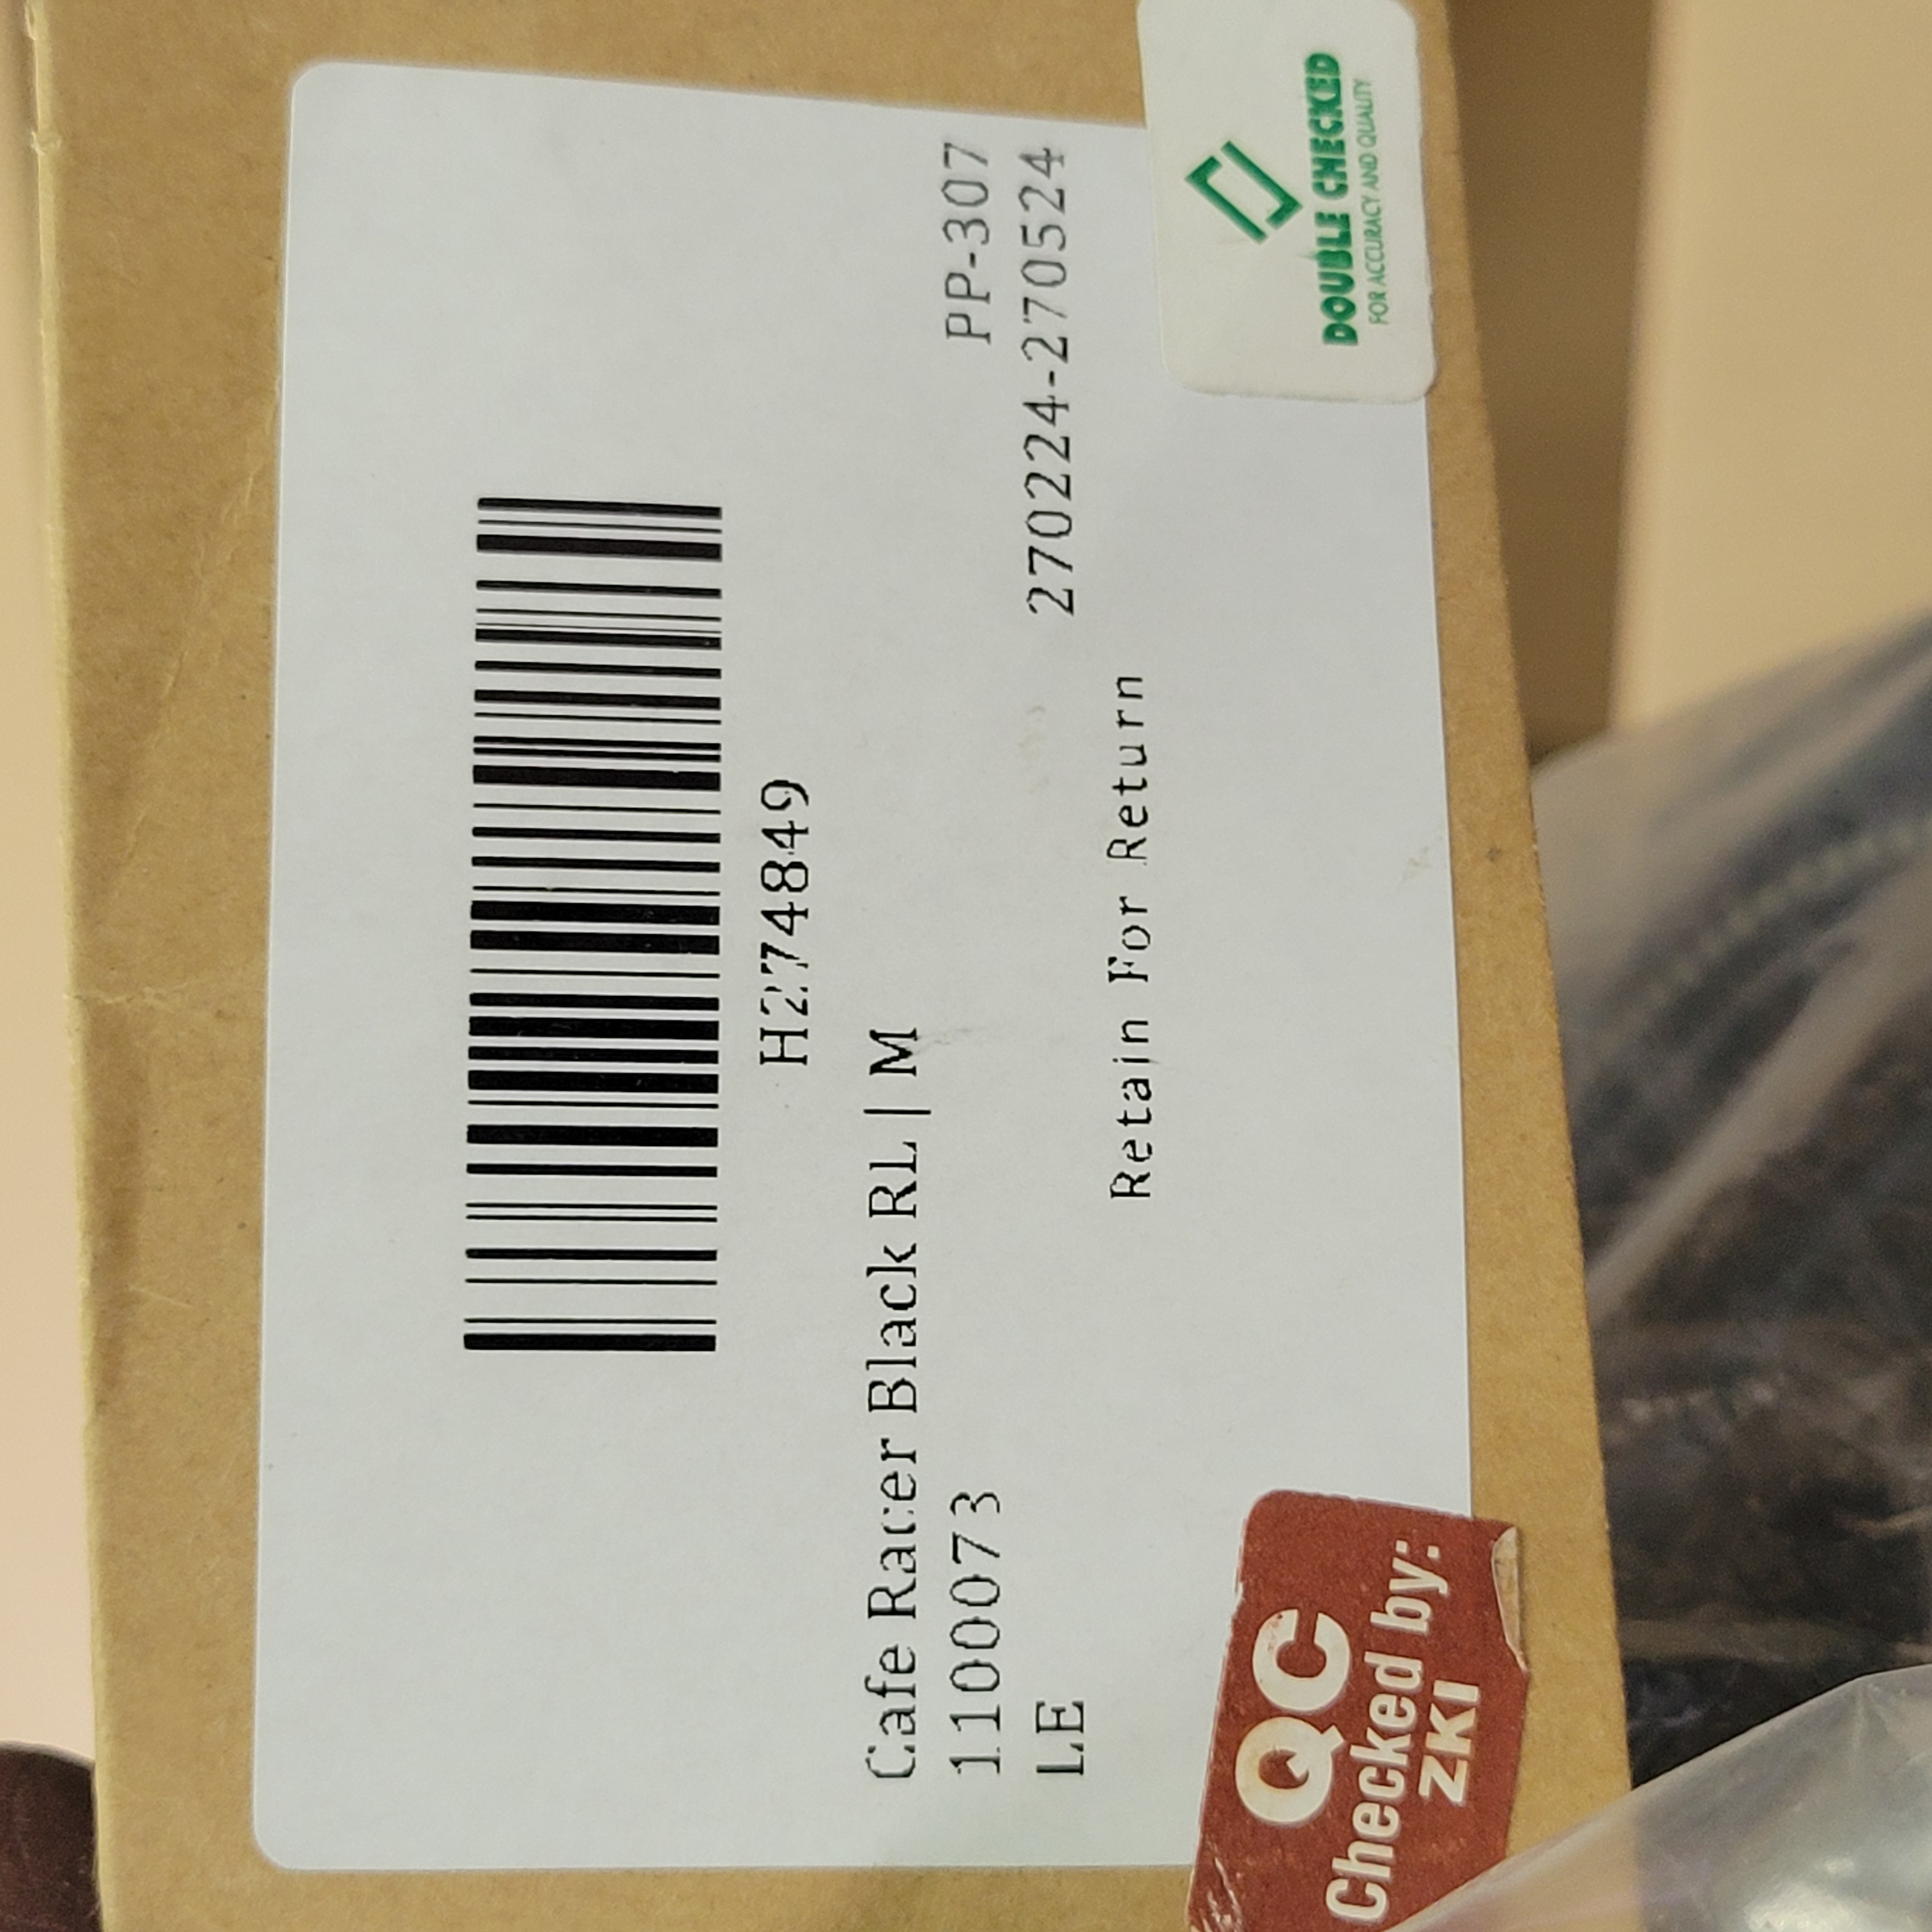 H274849
Cafe Racer Black RL | M
1100073 PP-307
LE 270224-270524
Retain For Return
QC
Checked by:
ZKI
DOUBLE CHECKED
FOR ACCURACY AND QUALITY